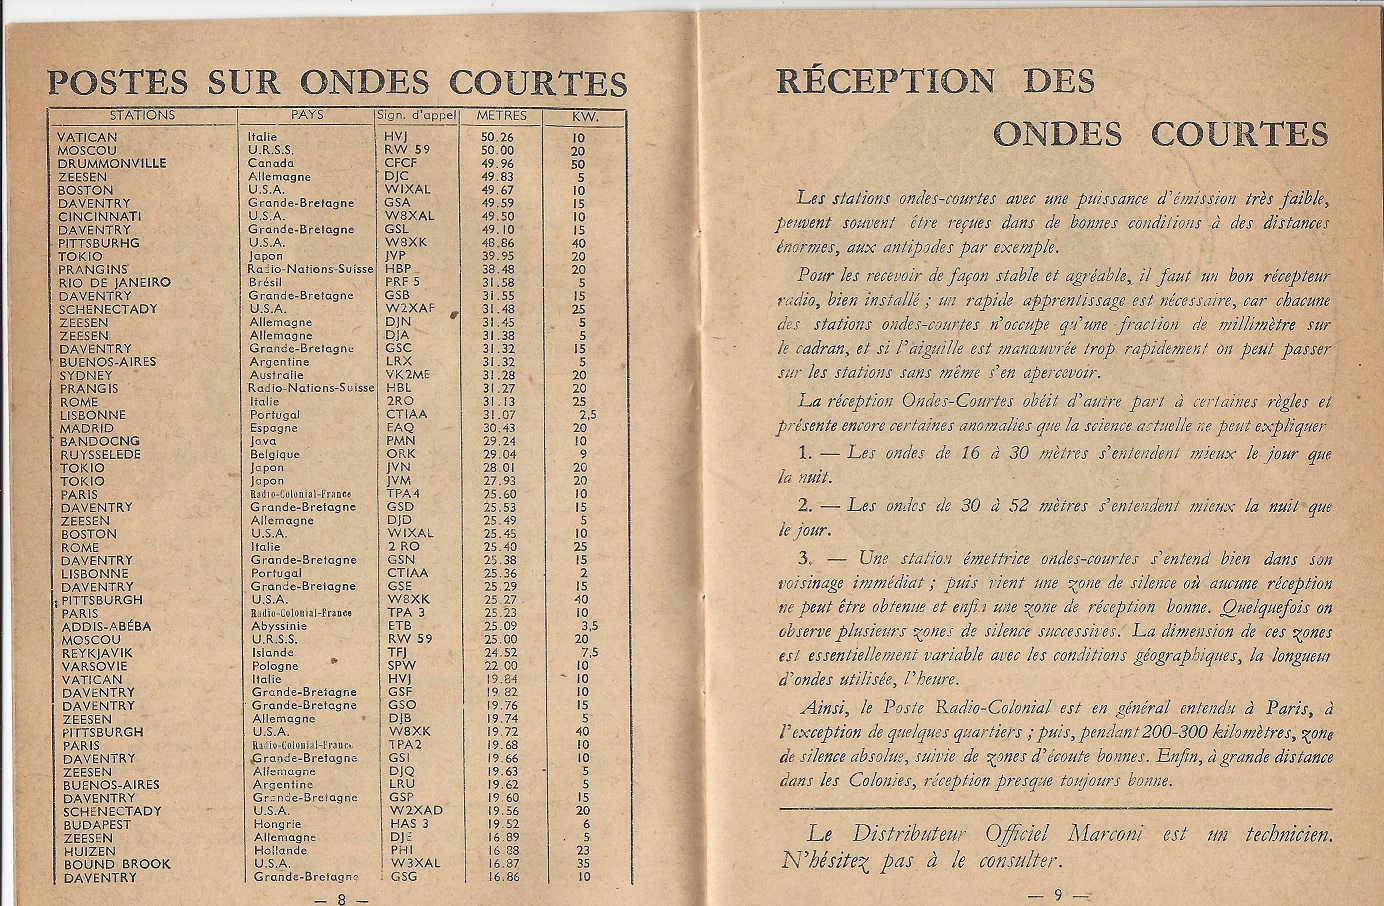 POSTES SUR ONDES COURTES
STATIONS PAYS Sign. d'appel METRES KW.
VATICAN Italie HVJ 50.26 10
MOSCOU U.R.S.S. RW 59 50.00 20
DRUMMONVILLE Canada CFCF 49.96 50
ZEESEN Allemagne DJC 49.83 5
BOSTON U.S.A. WIXAL 49.67 10
DAVENTRY Grande-Bretagne GSA 49.59 15
CINCINNATI U.S.A. W8XAL 49.50 10
DAVENTRY Grande-Bretagne GSL 49.10 15
PITTSBURHG U.S.A. W8XK 48.86 40
TOKIO Japon JVP 39.95 20
PRANGINS Radio-Nations-Suisse HBP 38.48 20
RIO DE JANEIRO Brésil PRF 5 31.58 5
DAVENTRY Grande-Bretagne GSB 31.55 15
SCHENECTADY U.S.A. W2XAF 31.48 25
ZEESEN Allemagne DJN 31.45 5
ZEESEN Allemagne DJA 31.38 5
DAVENTRY Grande-Bretagne GSC 31.32 15
BUENOS-AIRES Argentine LRX 31.32 5
SYDNEY Australie VK2ME 31.28 20
PRANGIS Radio-Nations-Suisse HBL 31.27 20
ROME Italie 2RO 31.13 25
LISBONNE Portugal CTIAA 31.07 2,5
MADRID Espagne EAQ 30.43 20
BANDOCNG Java PMN 29.24 10
RUYSSELEDE Belgique ORK 29.04 9
TOKIO Japon JVN 28.01 20
TOKIO Japon JVM 27.93 20
PARIS Radio-Colonial-France TPA4 25.60 10
DAVENTRY Grande-Bretagne GSD 25.53 15
ZEESEN Allemagne DJD 25.49 5
BOSTON U.S.A. WIXAL 25.45 10
ROME Italie 2 RO 25.40 25
DAVENTRY Grande-Bretagne GSN 25.38 15
LISBONNE Portugal CTIAA 25.36 2
DAVENTRY Grande-Bretagne GSE 25.29 15
PITTSBURGH U.S.A. W8XK 25.27 40
PARIS Radio-Colonial-France TPA 3 25.23 10
ADDIS-ABÉBA Abyssinie ETB 25.09 3,5
MOSCOU U.R.S.S. RW 59 25.00 20
REYKJAVIK Islande TFJ 24.52 7,5
VARSOVIE Pologne SPW 22 00 10
VATICAN Italie HVJ 19.84 10
DAVENTRY Grande-Bretagne GSF 19 82 10
DAVENTRY Grande-Bretagne GSO 19.76 15
ZEESEN Allemagne DJB 19.74 5
PITTSBURGH U.S.A. W8XK 19.72 40
PARIS Radio-Colonial-France TPA2 19.68 10
DAVENTRY Grande-Bretagne GSI 19.66 10
ZEESEN Allemagne DJQ 19.63 5
BUENOS-AIRES Argentine LRU 19.62 5
DAVENTRY Grande-Bretagne GSP 19.60 15
SCHENECTADY U.S.A. W2XAD 19.56 20
BUDAPEST Hongrie HAS 3 19.52 6
ZEESEN Allemagne DJE 16.89 5
HUIZEN Hollande PHI 16.88 23
BOUND BROOK U.S.A. W3XAL 16.87 35
DAVENTRY Grande-Bretagne GSG 16.86 10
— 8 —
RÉCEPTION DES
ONDES COURTES
Les stations ondes-courtes avec une puissance d'émission très faible,
peuvent souvent être reçues dans de bonnes conditions à des distances
énormes, aux antipodes par exemple.
Pour les recevoir de façon stable et agréable, il faut un bon récepteur
radio, bien installé ; un rapide apprentissage est nécessaire, car chacune
des stations ondes-courtes n'occupe qu'une fraction de millimètre sur
le cadran, et si l'aiguille est manœuvrée trop rapidement on peut passer
sur les stations sans même s'en apercevoir.
La réception Ondes-Courtes obéit d'autre part à certaines règles et
présente encore certaines anomalies que la science actuelle ne peut expliquer
1. — Les ondes de 16 à 30 mètres s'entendent mieux le jour que
la nuit.
2. — Les ondes de 30 à 52 mètres s'entendent mieux la nuit que
le jour.
3. — Une station émettrice ondes-courtes s'entend bien dans son
voisinage immédiat ; puis vient une zone de silence où aucune réception
ne peut être obtenue et enfin une zone de réception bonne. Quelquefois on
observe plusieurs zones de silence successives. La dimension de ces zones
est essentiellement variable avec les conditions géographiques, la longueur
d'ondes utilisée, l'heure.
Ainsi, le Poste Radio-Colonial est en général entendu à Paris, à
l'exception de quelques quartiers ; puis, pendant 200-300 kilomètres, zone
de silence absolue, suivie de zones d'écoute bonnes. Enfin, à grande distance
dans les Colonies, réception presque toujours bonne.
Le Distributeur Officiel Marconi est un technicien.
N'hésitez pas à le consulter.
— 9 —